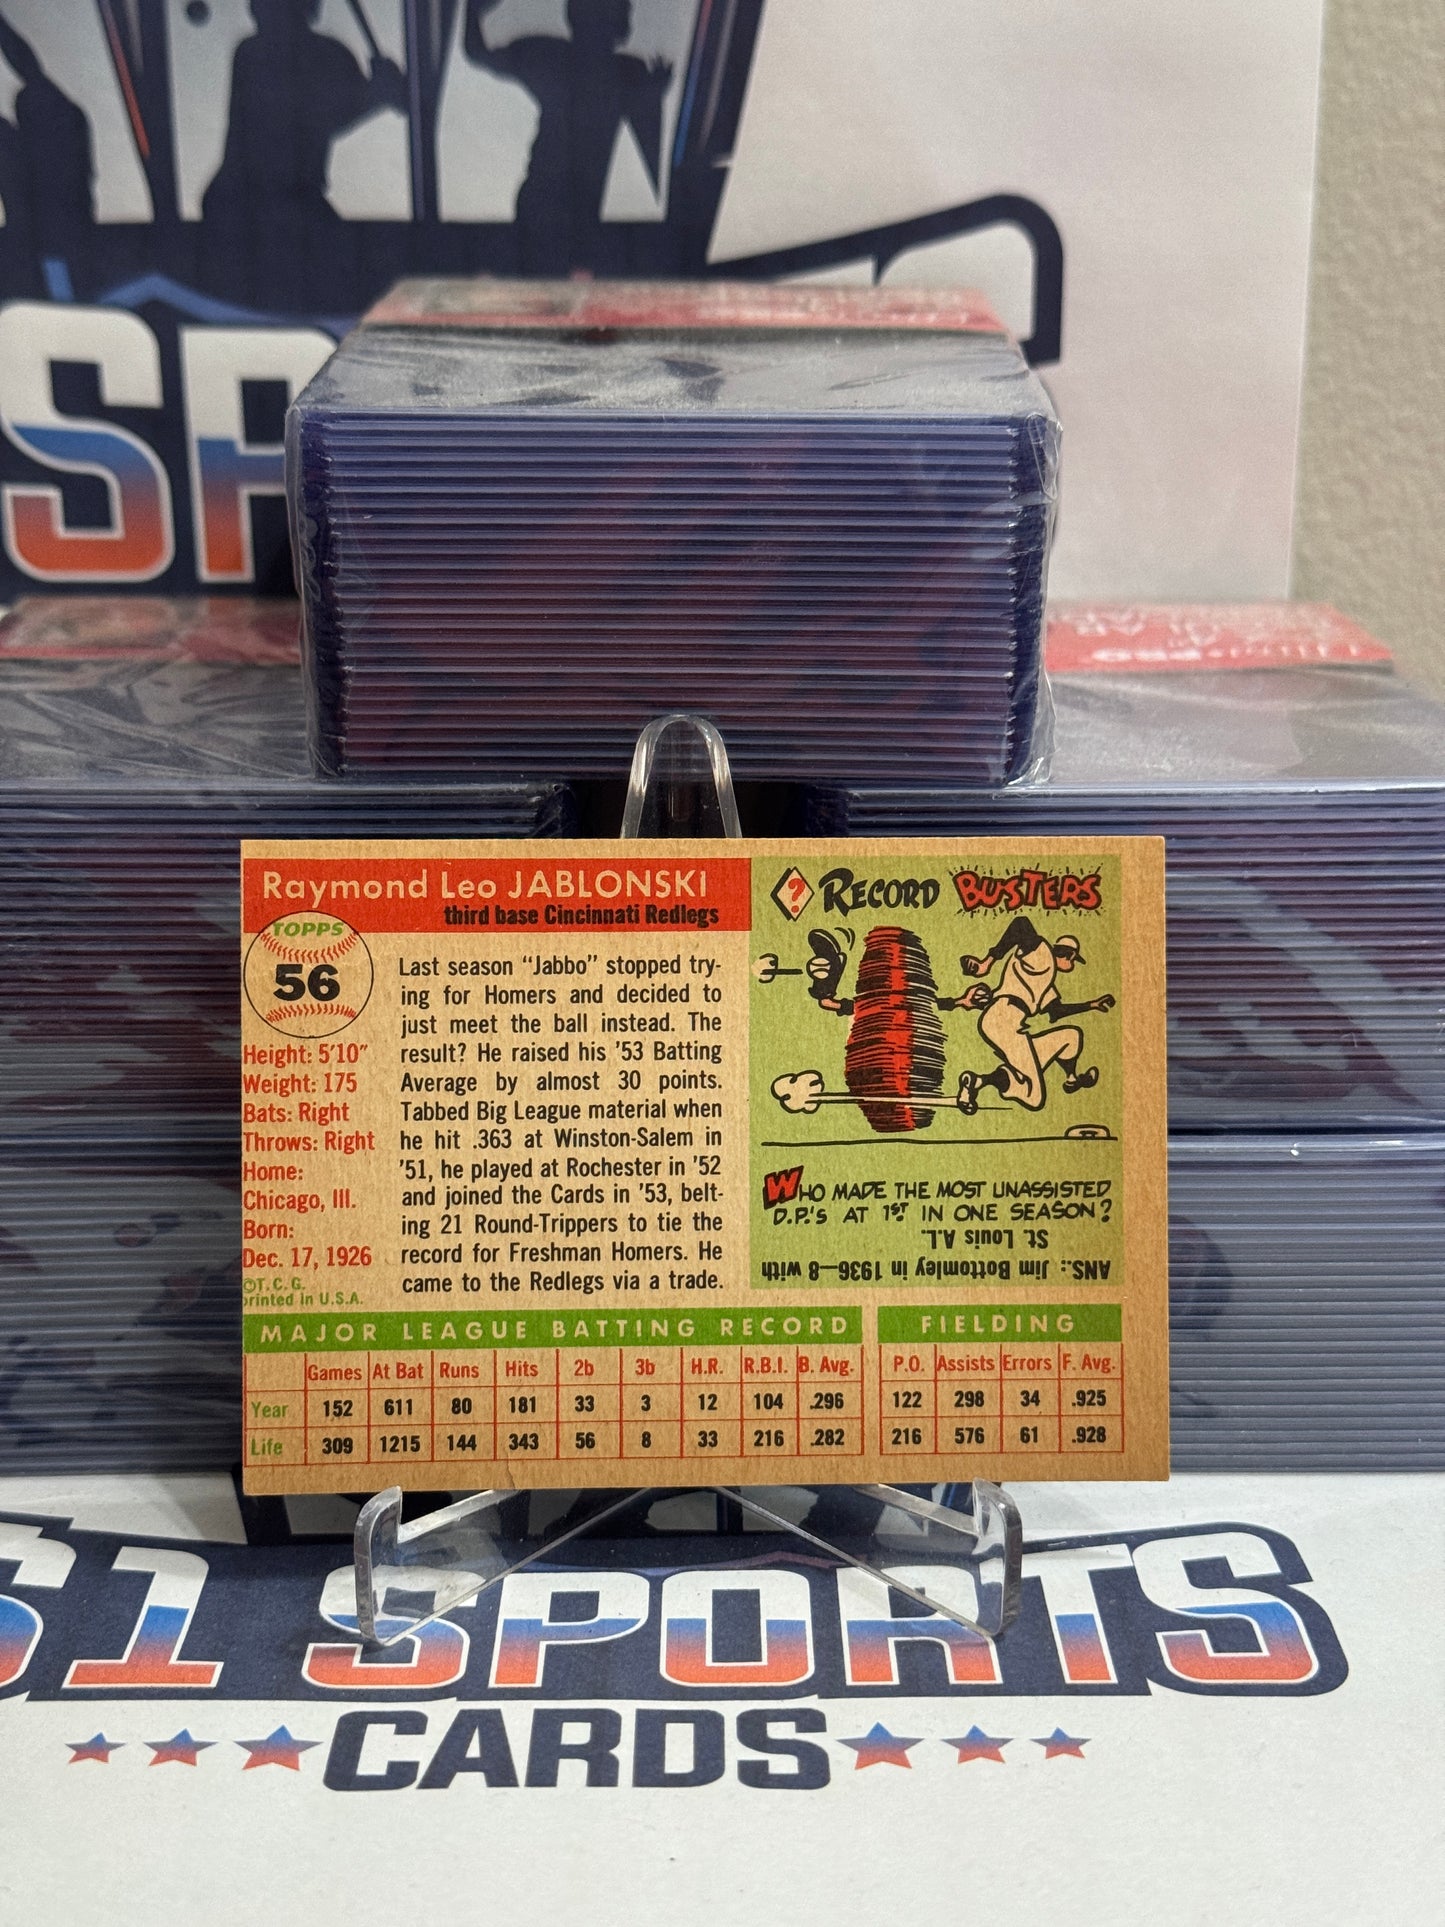 SP
Raymond Leo JABLONSKI
third base Cincinnati Redlegs
TOPPS
56
Height: 5'10"
Weight: 175
Bats: Right
Throws: Right
Home:
Chicago, Ill.
Born:
Dec. 17, 1926
©T. C. G.
rinted in U.S.A.
Last season "Jabbo" stopped try-
ing for Homers and decided to
just meet the ball instead. The
result? He raised his '53 Batting
Average by almost 30 points.
Tabbed Big League material when
he hit .363 at Winston-Salem in
'51, he played at Rochester in '52
and joined the Cards in '53, belt-
ing 21 Round-Trippers to tie the
record for Freshman Homers. He
came to the Redlegs via a trade.
? RECORD BUSTERS
WHO MADE THE MOST UNASSISTED
D.P.'S AT 1ST IN ONE SEASON?
ANS.: Jim Bottomley in 1936—8 with
St. Louis A.L.
MAJOR LEAGUE BATTING RECORD FIELDING
Games At Bat Runs Hits 2b 3b H.R. R.B.I. B. Avg. P.O. Assists Errors F. Avg.
Year 152 611 80 181 33 3 12 104 .296 122 298 34 .925
Life 309 1215 144 343 56 8 33 216 .282 216 576 61 .928
51 SPORTS
CARDS